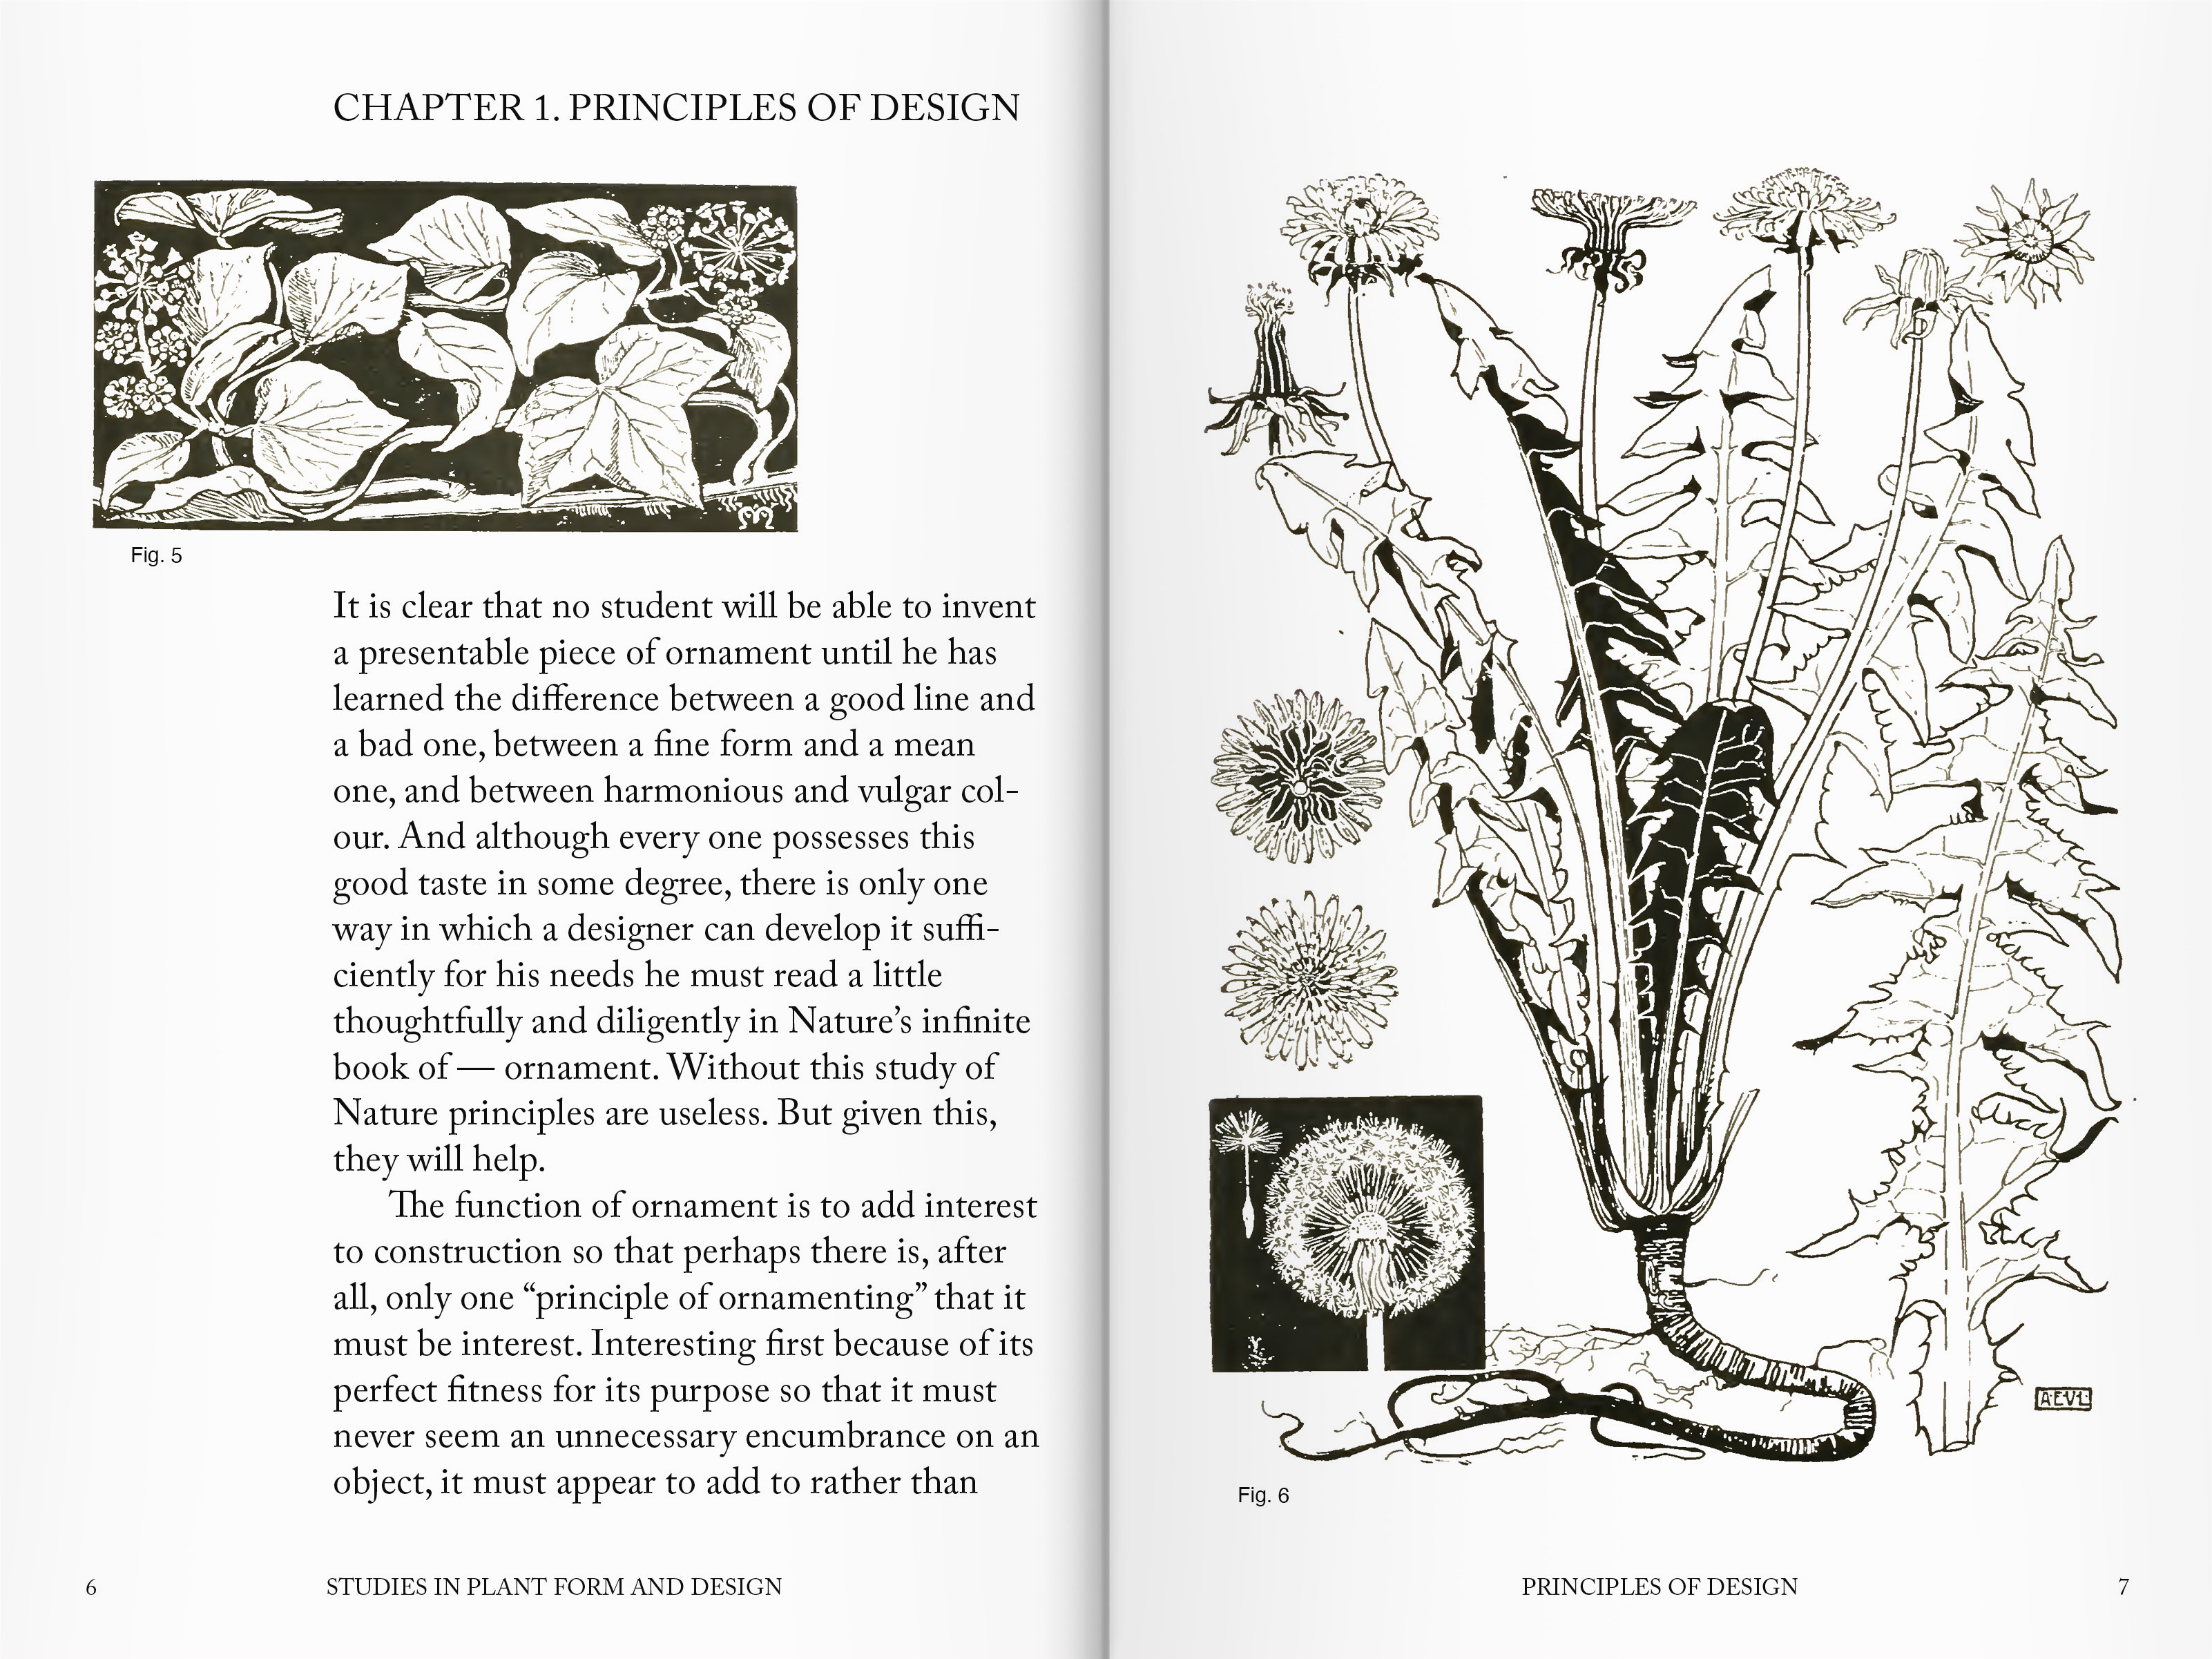 CHAPTER 1. PRINCIPLES OF DESIGN
Fig. 5
It is clear that no student will be able to invent
a presentable piece of ornament until he has
learned the difference between a good line and
a bad one, between a fine form and a mean
one, and between harmonious and vulgar col-
our. And although every one possesses this
good taste in some degree, there is only one
way in which a designer can develop it suffi-
ciently for his needs he must read a little
thoughtfully and diligently in Nature’s infinite
book of — ornament. Without this study of
Nature principles are useless. But given this,
they will help.
The function of ornament is to add interest
to construction so that perhaps there is, after
all, only one “principle of ornamenting” that it
must be interest. Interesting first because of its
perfect fitness for its purpose so that it must
never seem an unnecessary encumbrance on an
object, it must appear to add to rather than
6
STUDIES IN PLANT FORM AND DESIGN
A·E·V·L·
Fig. 6
PRINCIPLES OF DESIGN
7